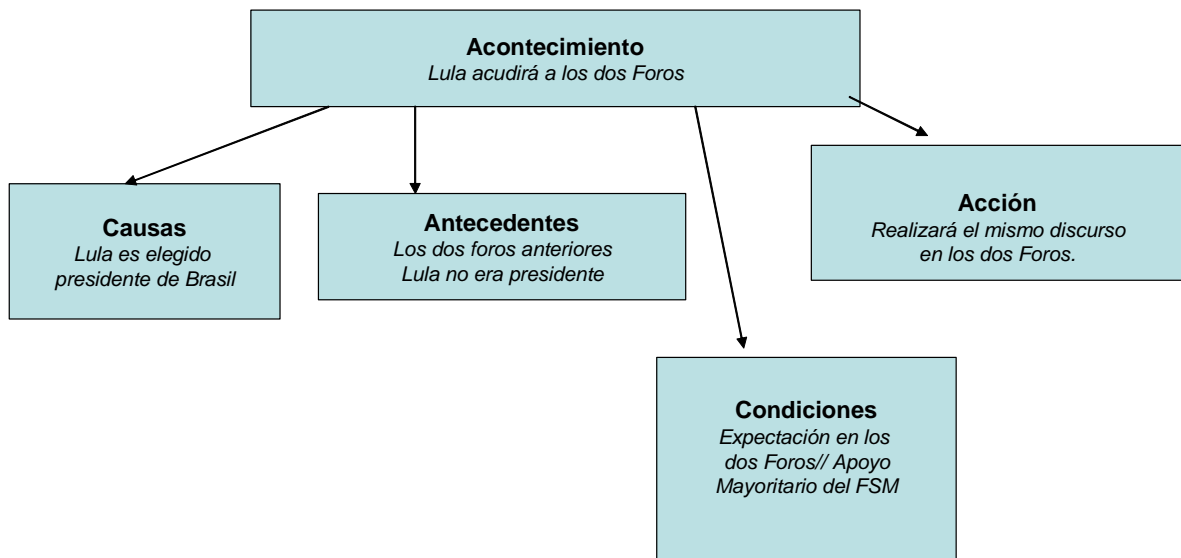 Acontecimiento
Lula acudirá a los dos Foros
Causas
Lula es elegido
presidente de Brasil
Antecedentes
Los dos foros anteriores
Lula no era presidente
Acción
Realizará el mismo discurso
en los dos Foros.
Condiciones
Expectación en los
dos Foros// Apoyo
Mayoritario del FSM